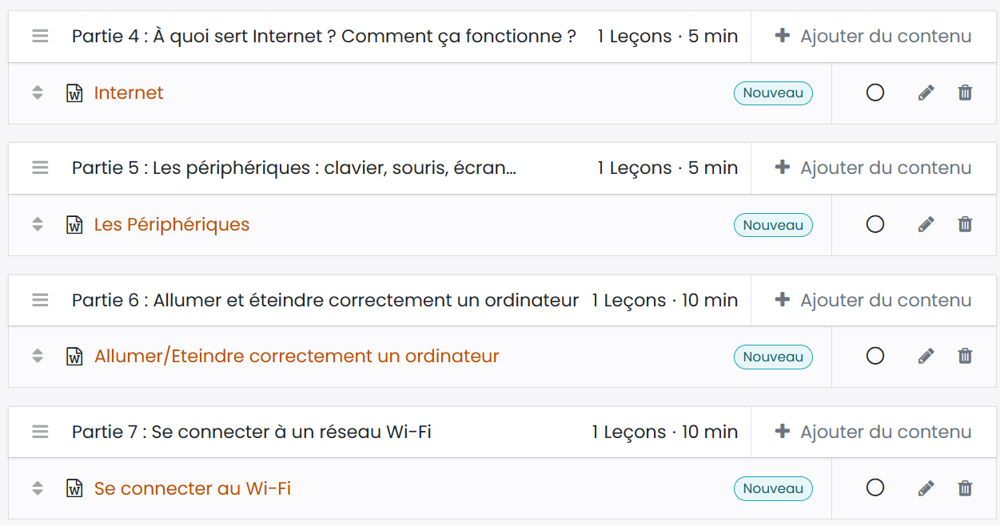 Partie 4 : À quoi sert Internet ? Comment ça fonctionne ? 1 Leçons · 5 min Ajouter du contenu
Internet Nouveau
Partie 5 : Les périphériques : clavier, souris, écran... 1 Leçons · 5 min Ajouter du contenu
Les Périphériques Nouveau
Partie 6 : Allumer et éteindre correctement un ordinateur 1 Leçons · 10 min Ajouter du contenu
Allumer/Eteindre correctement un ordinateur Nouveau
Partie 7 : Se connecter à un réseau Wi-Fi 1 Leçons · 10 min Ajouter du contenu
Se connecter au Wi-Fi Nouveau